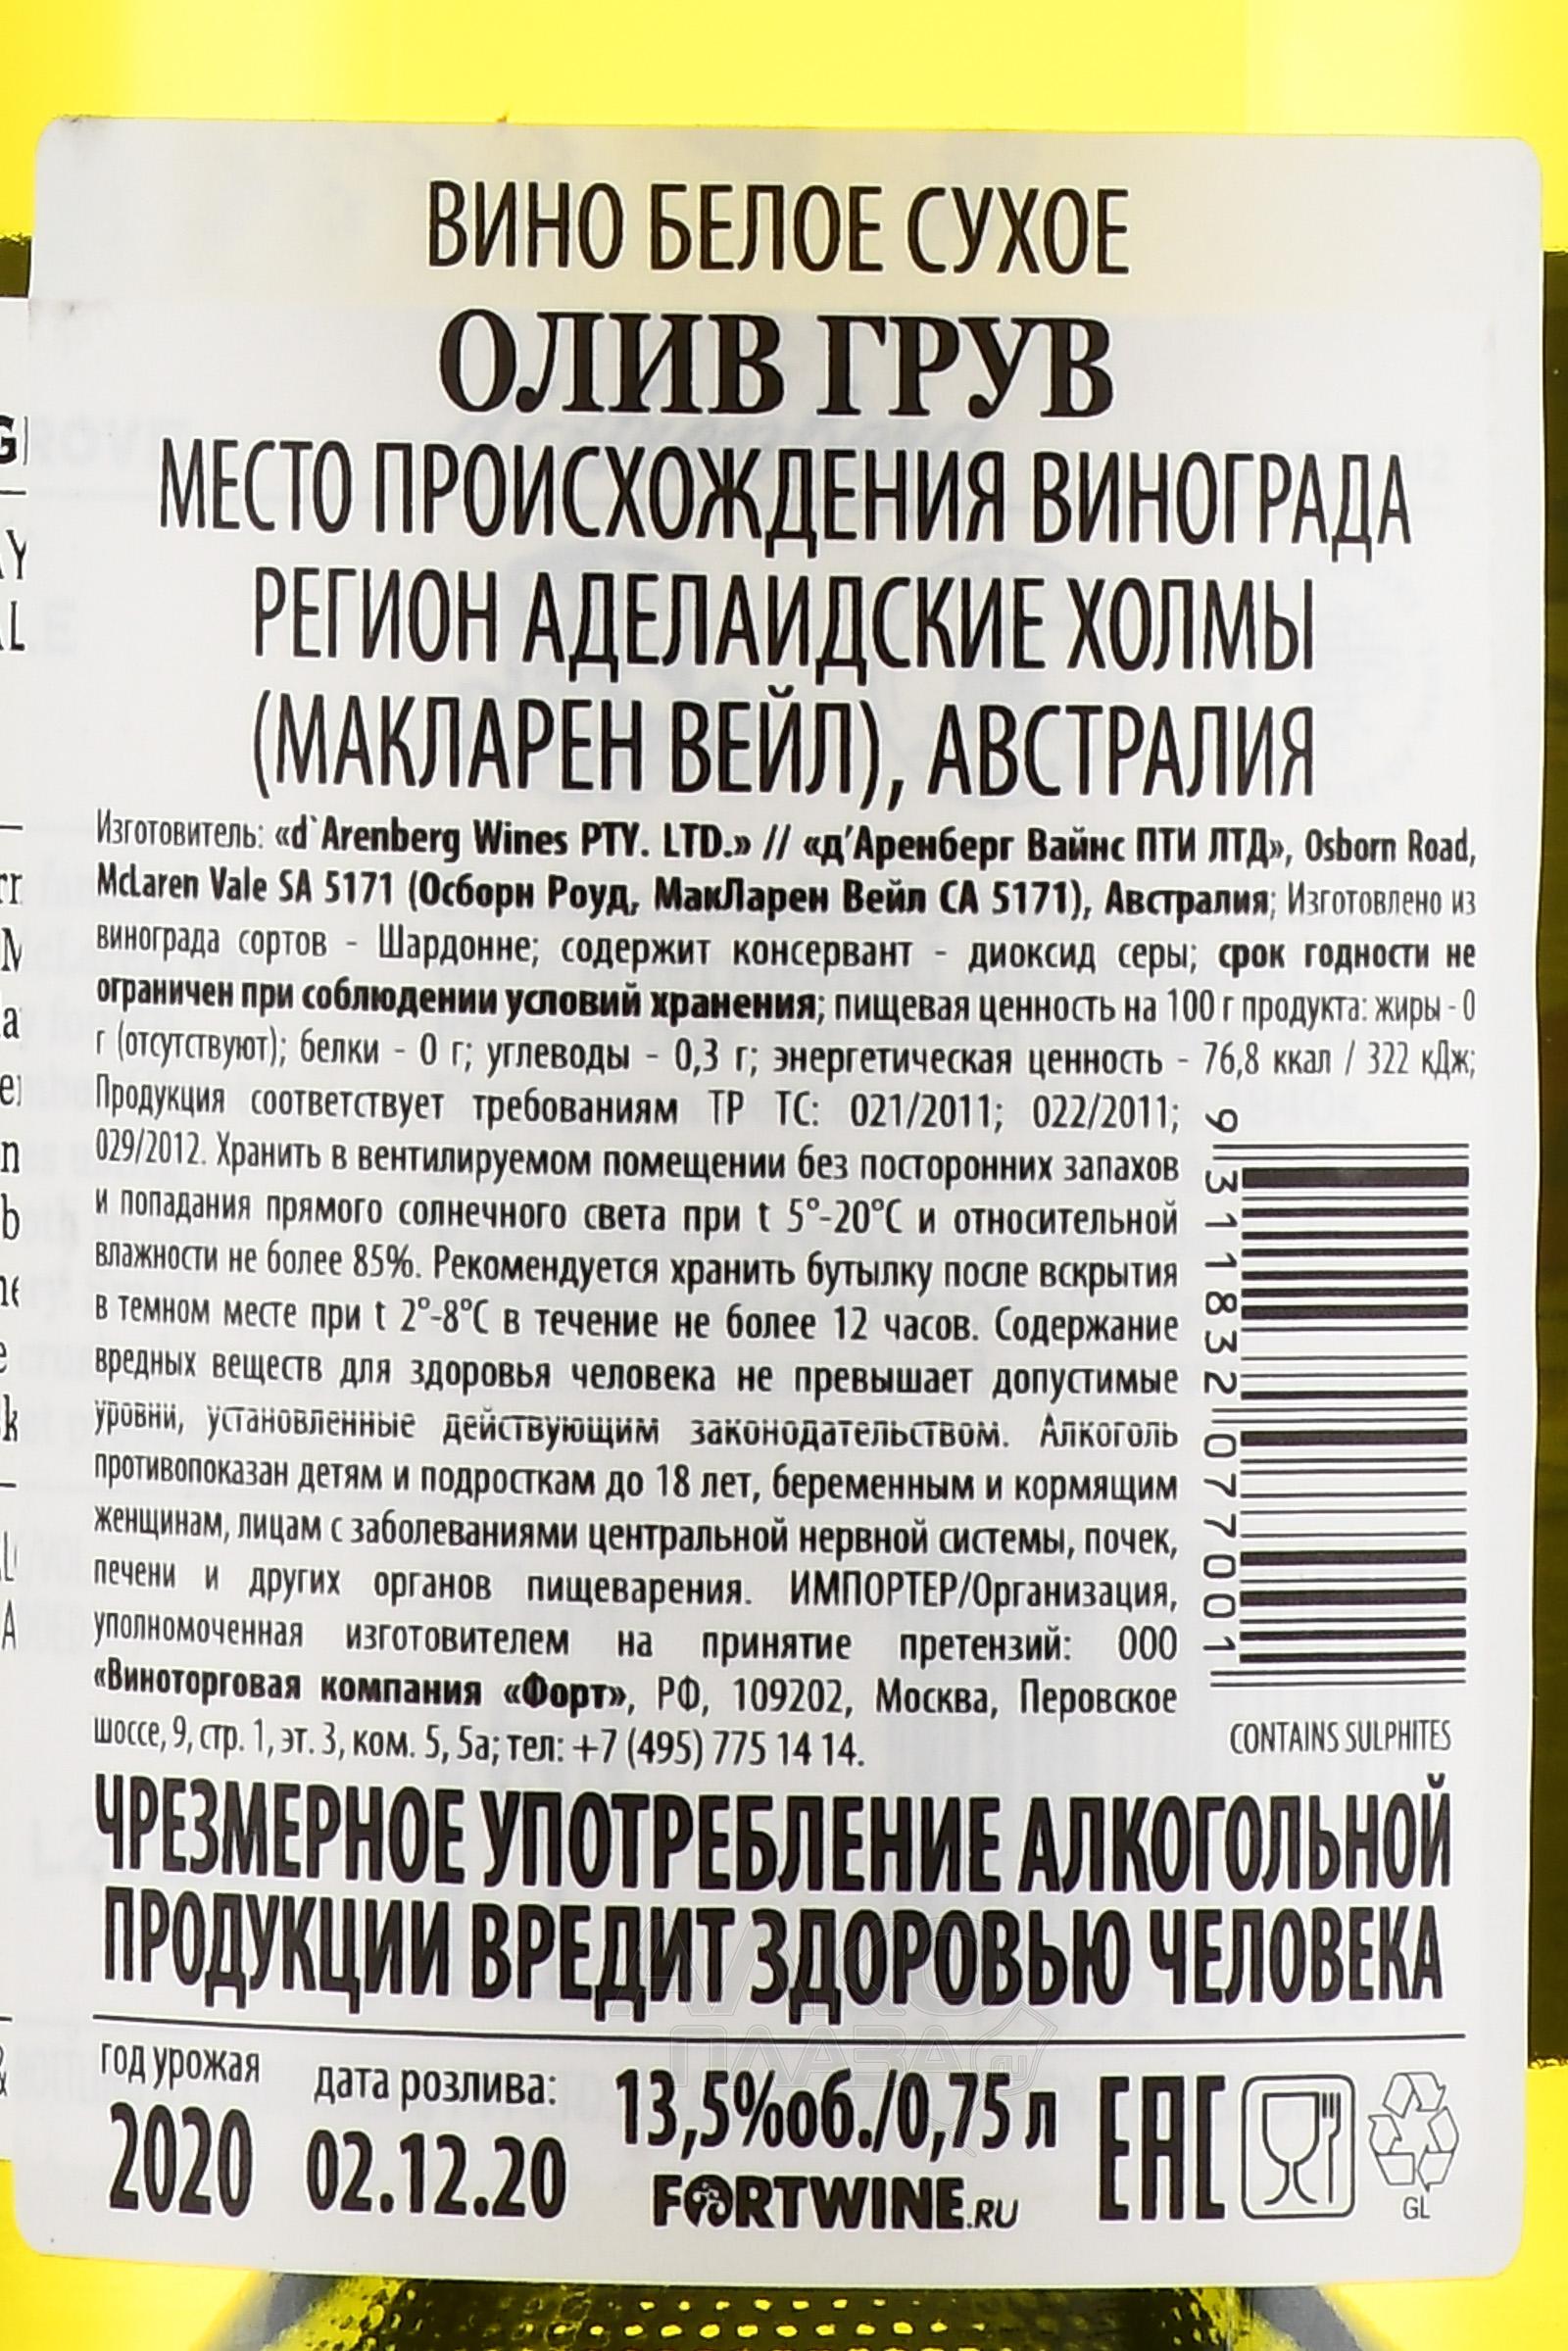 ВИНО БЕЛОЕ СУХОЕ
ОЛИВ ГРУВ
МЕСТО ПРОИСХОЖДЕНИЯ ВИНОГРАДА
РЕГИОН АДЕЛАИДСКИЕ ХОЛМЫ
(МАКЛАРЕН ВЕЙЛ), АВСТРАЛИЯ
Изготовитель: «d`Arenberg Wines PTY. LTD.» // «д'Аренберг Вайнс ПТИ ЛТД», Osborn Road,
McLaren Vale SA 5171 (Осборн Роуд, МакЛарен Вейл СА 5171), Австралия; Изготовлено из
винограда сортов - Шардонне; содержит консервант - диоксид серы; срок годности не
ограничен при соблюдении условий хранения; пищевая ценность на 100 г продукта: жиры - 0
г (отсутствуют); белки - 0 г; углеводы - 0,3 г; энергетическая ценность - 76,8 ккал / 322 кДж;
Продукция соответствует требованиям ТР ТС: 021/2011; 022/2011;
029/2012. Хранить в вентилируемом помещении без посторонних запахов
и попадания прямого солнечного света при t 5°-20°C и относительной
влажности не более 85%. Рекомендуется хранить бутылку после вскрытия
в темном месте при t 2°-8°C в течение не более 12 часов. Содержание
вредных веществ для здоровья человека не превышает допустимые
уровни, установленные действующим законодательством. Алкоголь
противопоказан детям и подросткам до 18 лет, беременным и кормящим
женщинам, лицам с заболеваниями центральной нервной системы, почек,
печени и других органов пищеварения. ИМПОРТЕР/Организация,
уполномоченная изготовителем на принятие претензий: ООО
«Виноторговая компания «Форт», РФ, 109202, Москва, Перовское
шоссе, 9, стр. 1, эт. 3, ком. 5, 5а; тел: +7 (495) 775 14 14.
9 311832 077001
CONTAINS SULPHITES
ЧРЕЗМЕРНОЕ УПОТРЕБЛЕНИЕ АЛКОГОЛЬНОЙ
ПРОДУКЦИИ ВРЕДИТ ЗДОРОВЬЮ ЧЕЛОВЕКА
год урожая
2020
дата розлива:
02.12.20
13,5%об./0,75 л
FORTWINE.RU
EAC
GL